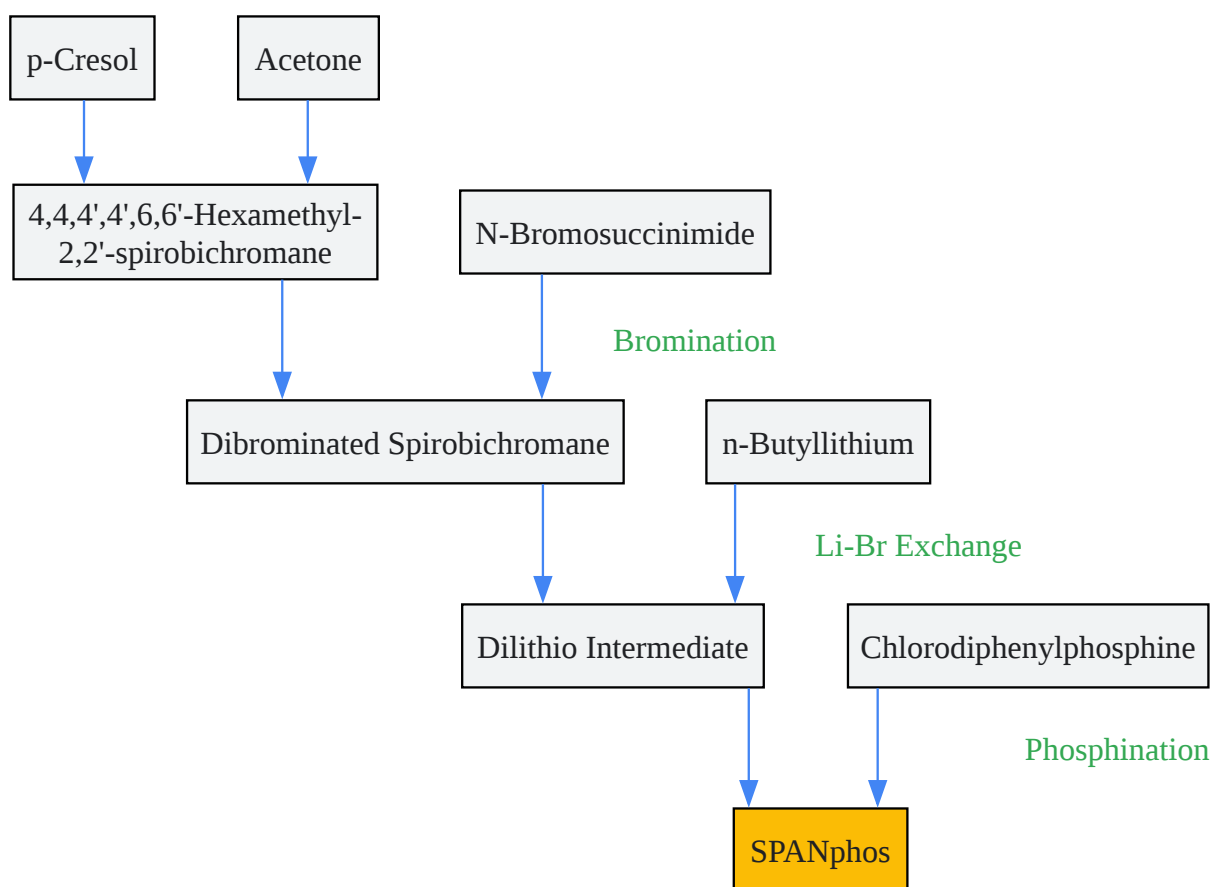 p-Cresol
Acetone
4,4,4',4',6,6'-Hexamethyl-
2,2'-spirobichromane
N-Bromosuccinimide
Bromination
Dibrominated Spirobichromane
n-Butyllithium
Li-Br Exchange
Dilithio Intermediate
Chlorodiphenylphosphine
Phosphination
SPANphos